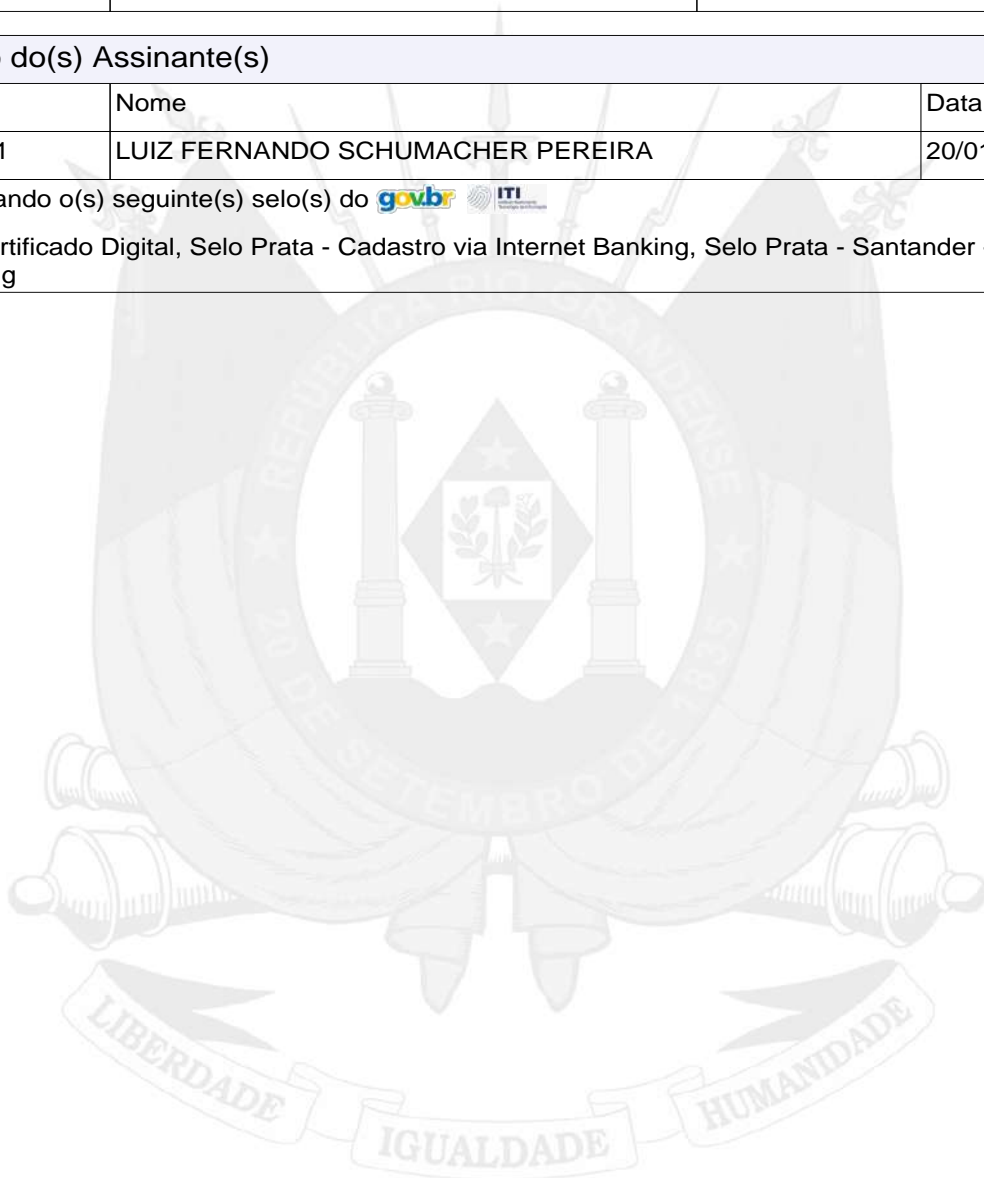 do(s) Assinante(s)
Nome Data
1 LUIZ FERNANDO SCHUMACHER PEREIRA 20/01
ando o(s) seguinte(s) selo(s) do gov.br ITI
rtificado Digital, Selo Prata - Cadastro via Internet Banking, Selo Prata - Santander
g
REPÚBLICA RIO GRANDENSE
20 DE SETEMBRO DE 1835
LIBERDADE IGUALDADE HUMANIDADE